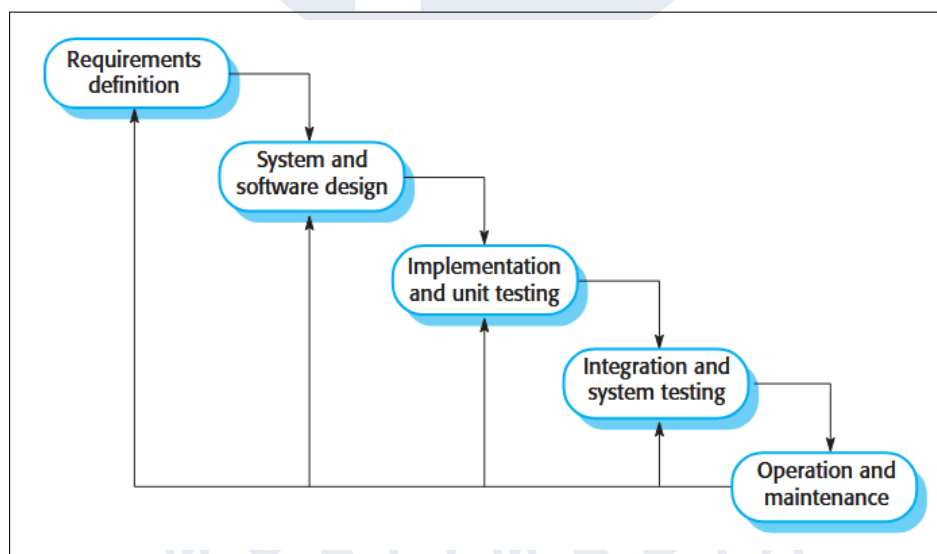 Requirements
definition
System and
software design
Implementation
and unit testing
Integration and
system testing
Operation and
maintenance